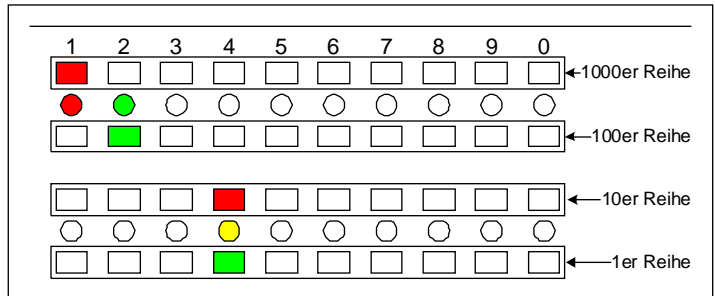 1 2 3 4 5 6 7 8 9 0
1000er Reihe
100er Reihe
10er Reihe
1er Reihe